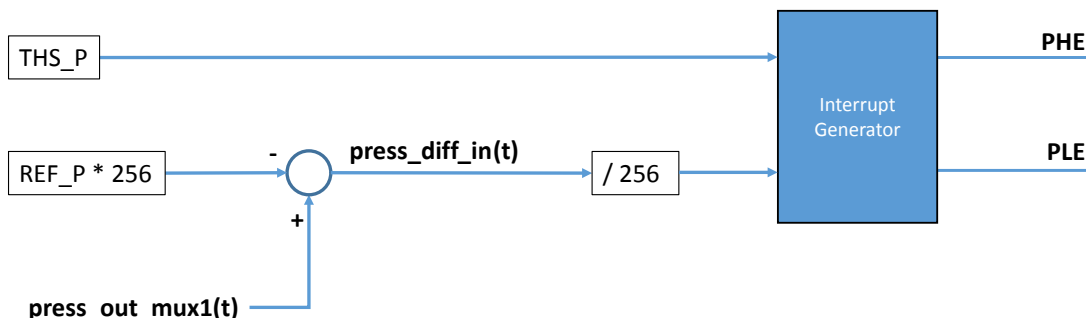 PHE
THS_P
Interrupt
Generator
- press_diff_in(t)
PLE
REF_P * 256
/ 256
+
press_out_mux1(t)